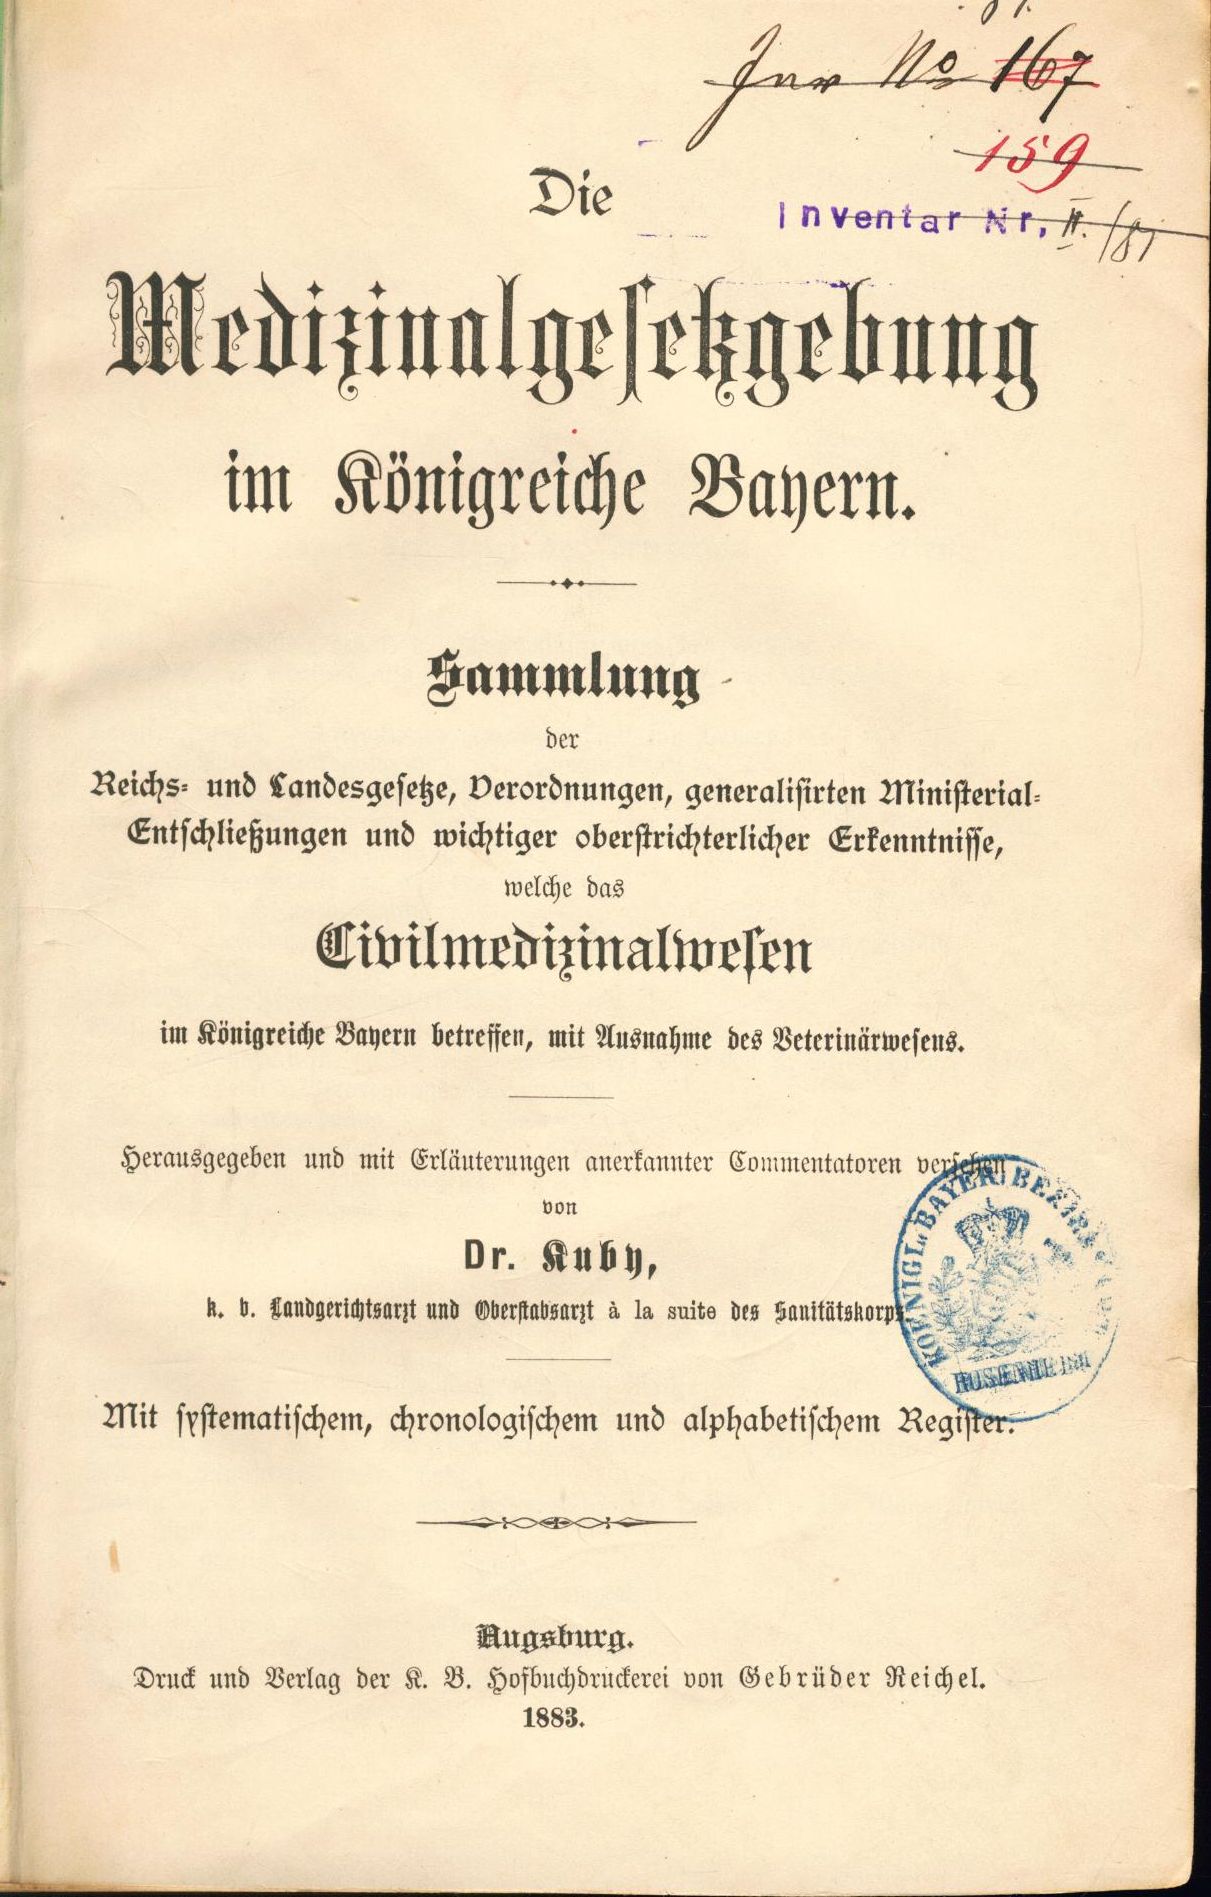 Inv No 167
159
Inventar Nr. II./81
Die
Medizinalgesetzgebung
im Königreiche Bayern.
Sammlung
der
Reichs- und Landesgesetze, Verordnungen, generalisirten Ministerial-
Entschließungen und wichtiger oberstrichterlicher Erkenntnisse,
welche das
Civilmedizinalwesen
im Königreiche Bayern betreffen, mit Ausnahme des Veterinärwesens.
Herausgegeben und mit Erläuterungen anerkannter Commentatoren versehen
von
Dr. Kuby,
k. b. Landgerichtsarzt und Oberstabsarzt à la suite des Sanitätskorps.
KOENIGL. BAYER.
Mit systematischem, chronologischem und alphabetischem Register.
Augsburg.
Druck und Verlag der K. B. Hofbuchdruckerei von Gebrüder Reichel.
1883.